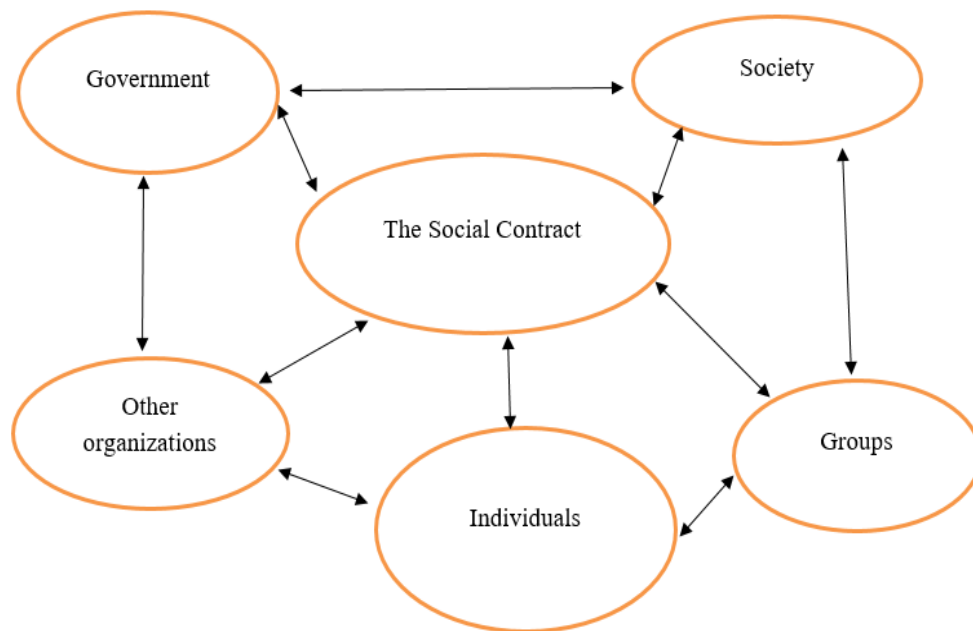 Government
Society
The Social Contract
Other
organizations
Groups
Individuals